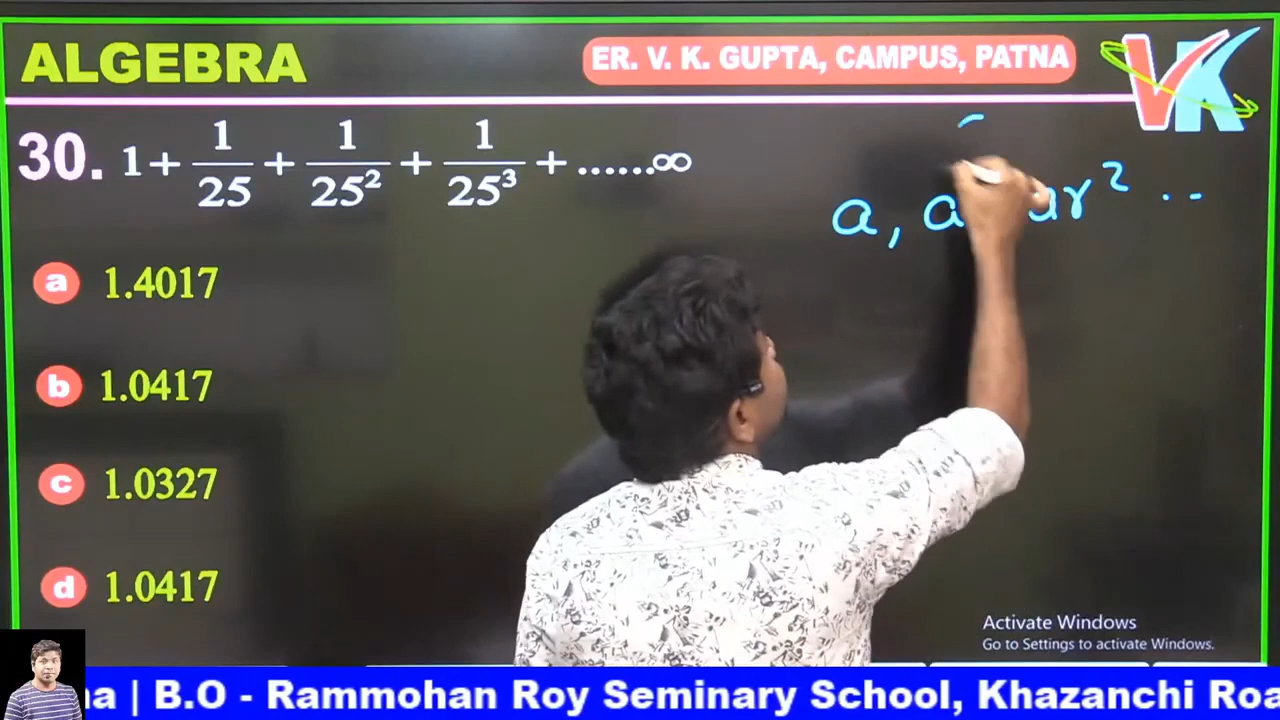 ALGEBRA
ER. V. K. GUPTA, CAMPUS, PATNA
VK
30. 1 + 1/25 + 1/25² + 1/25³ + ......∞
a, a ar² ..
a 1.4017
b 1.0417
c 1.0327
d 1.0417
Activate Windows
Go to Settings to activate Windows.
| B.O - Rammohan Roy Seminary School, Khazanchi